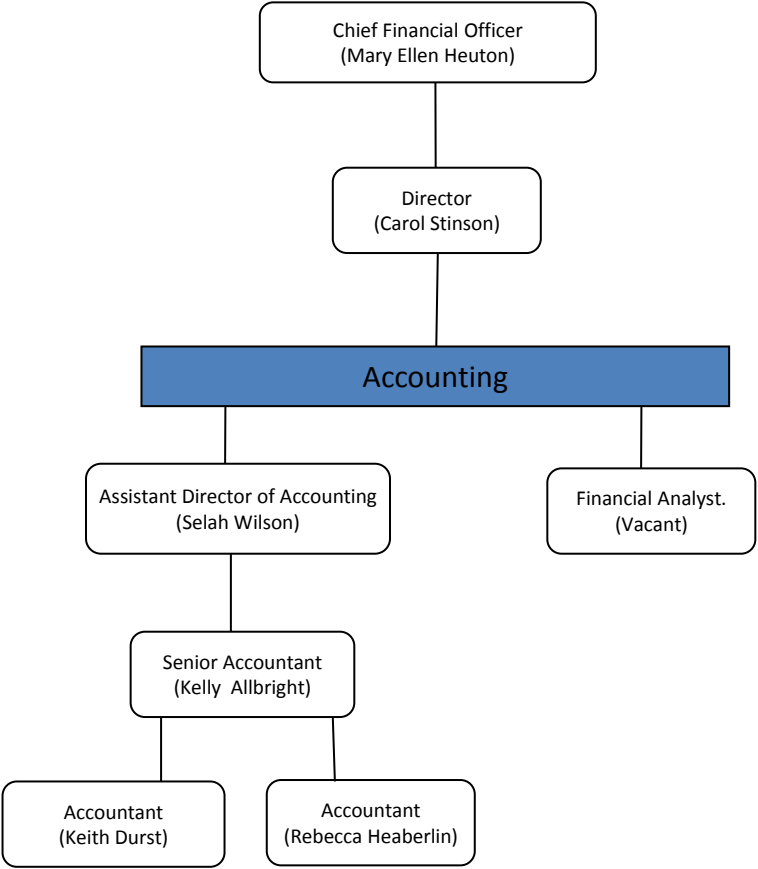 Chief Financial Officer
(Mary Ellen Heuton)
Director
(Carol Stinson)
Accounting
Assistant Director of Accounting
(Selah Wilson)
Financial Analyst.
(Vacant)
Senior Accountant
(Kelly  Allbright)
Accountant
(Keith Durst)
Accountant
(Rebecca Heaberlin)